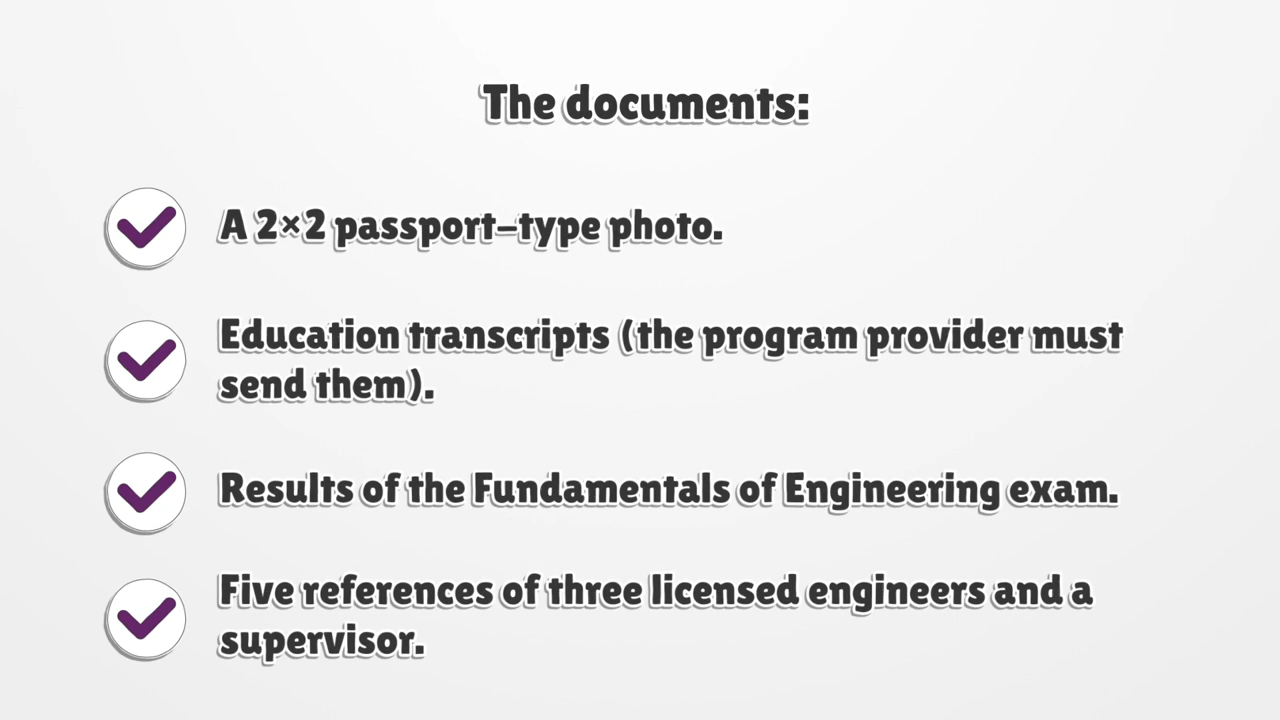 The documents:
A 2×2 passport-type photo.
Education transcripts (the program provider must
send them).
Results of the Fundamentals of Engineering exam.
Five references of three licensed engineers and a
supervisor.